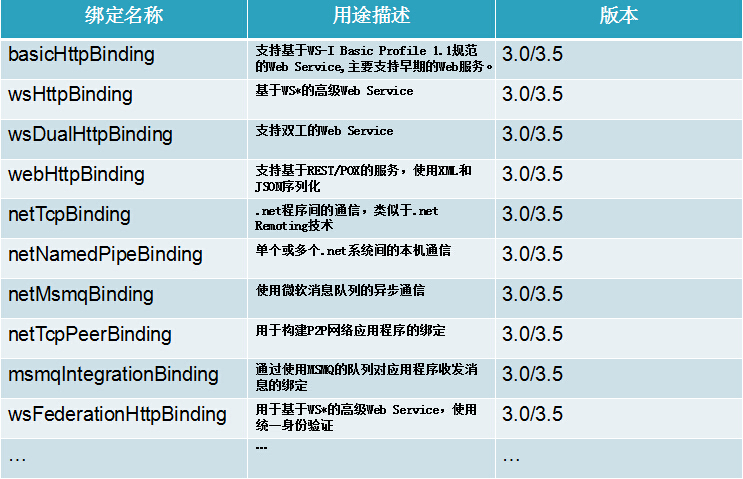 绑定名称 用途描述 版本
basicHttpBinding 支持基于WS-I Basic Profile 1.1规范 3.0/3.5
的Web Service,主要支持早期的Web服务。
wsHttpBinding 基于WS*的高级Web Service 3.0/3.5
wsDualHttpBinding 支持双工的Web Service 3.0/3.5
webHttpBinding 支持基于REST/POX的服务，使用XML和 3.0/3.5
JSON序列化
netTcpBinding .net程序间的通信，类似于.net 3.0/3.5
Remoting技术
netNamedPipeBinding 单个或多个.net系统间的本机通信 3.0/3.5
netMsmqBinding 使用微软消息队列的异步通信 3.0/3.5
netTcpPeerBinding 用于构建P2P网络应用程序的绑定 3.0/3.5
msmqIntegrationBinding 通过使用MSMQ的队列对应用程序收发消 3.0/3.5
息的绑定
wsFederationHttpBinding 用于基于WS*的高级Web Service，使用 3.0/3.5
统一身份验证
… … …